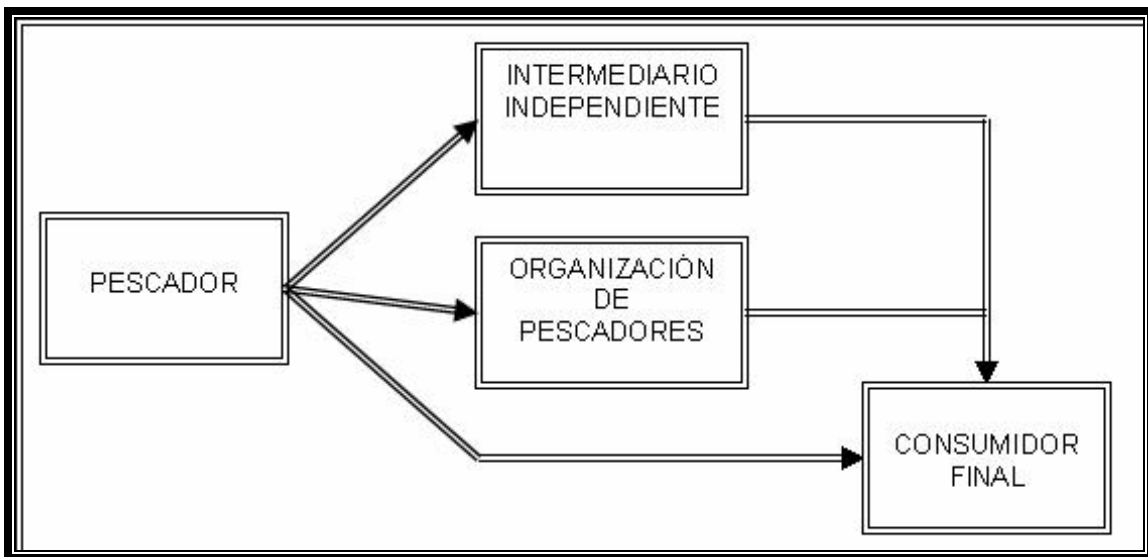 INTERMEDIARIO
INDEPENDIENTE
PESCADOR
ORGANIZACIÓN
DE
PESCADORES
CONSUMIDOR
FINAL